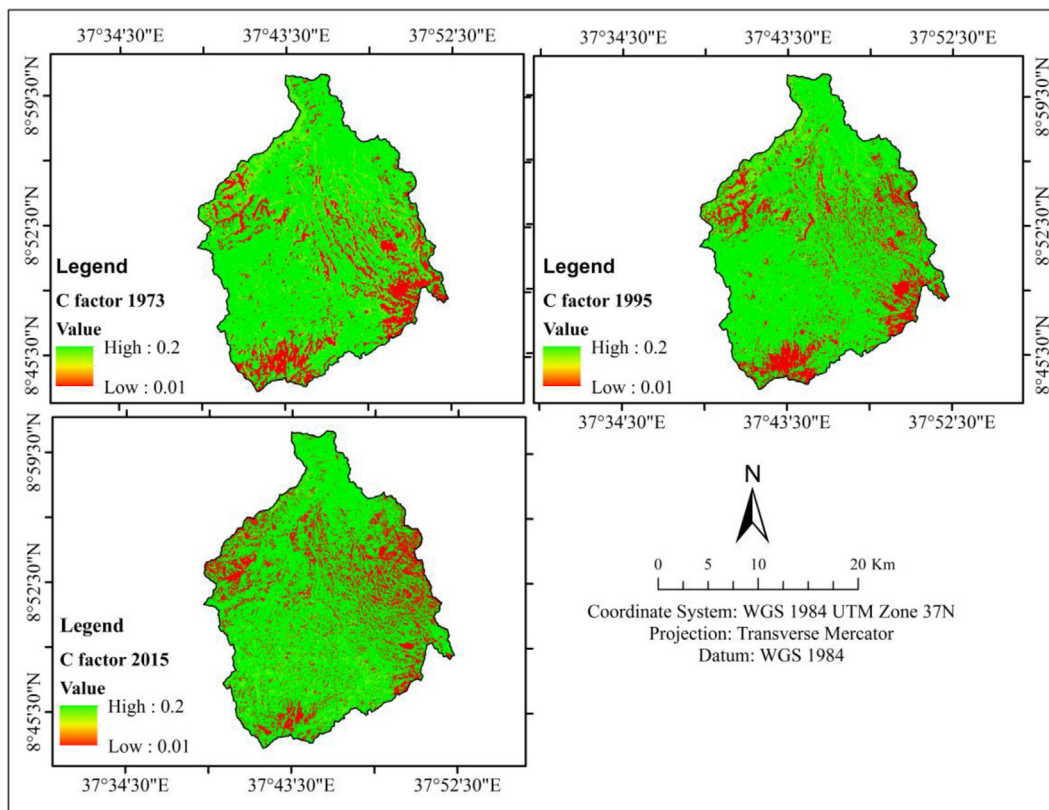 37°34'30"E 37°43'30"E 37°52'30"E
37°34'30"E 37°43'30"E 37°52'30"E
8°59'30"N
8°52'30"N
8°45'30"N
Legend
C factor 1973
Value
High : 0.2
Low : 0.01
Legend
C factor 1995
Value
High : 0.2
Low : 0.01
8°59'30"N
8°52'30"N
8°45'30"N
37°34'30"E 37°43'30"E 37°52'30"E
8°59'30"N
8°52'30"N
8°45'30"N
Legend
C factor 2015
Value
High : 0.2
Low : 0.01
37°34'30"E 37°43'30"E 37°52'30"E
N
0 5 10 20 Km
Coordinate System: WGS 1984 UTM Zone 37N
Projection: Transverse Mercator
Datum: WGS 1984